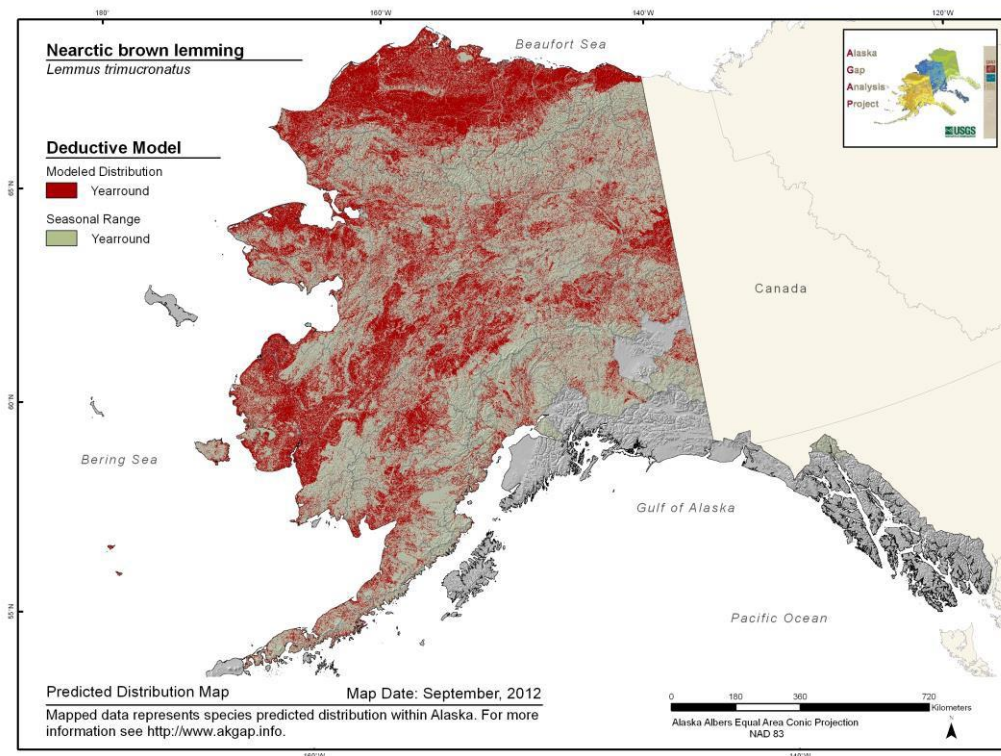 180°
160°W
140°W
120°W
Nearctic brown lemming
Lemmus trimucronatus
Beaufort Sea
Alaska
Gap
Analysis
Project
USGS
Deductive Model
Modeled Distribution
Yearround
Seasonal Range
Yearround
65°N
Canada
60°N
Bering Sea
Gulf of Alaska
55°N
Pacific Ocean
Predicted Distribution Map Map Date: September, 2012
Mapped data represents species predicted distribution within Alaska. For more
information see http://www.akgap.info.
0 180 360 720
Kilometers
Alaska Albers Equal Area Conic Projection
NAD 83
N
160°W
140°W